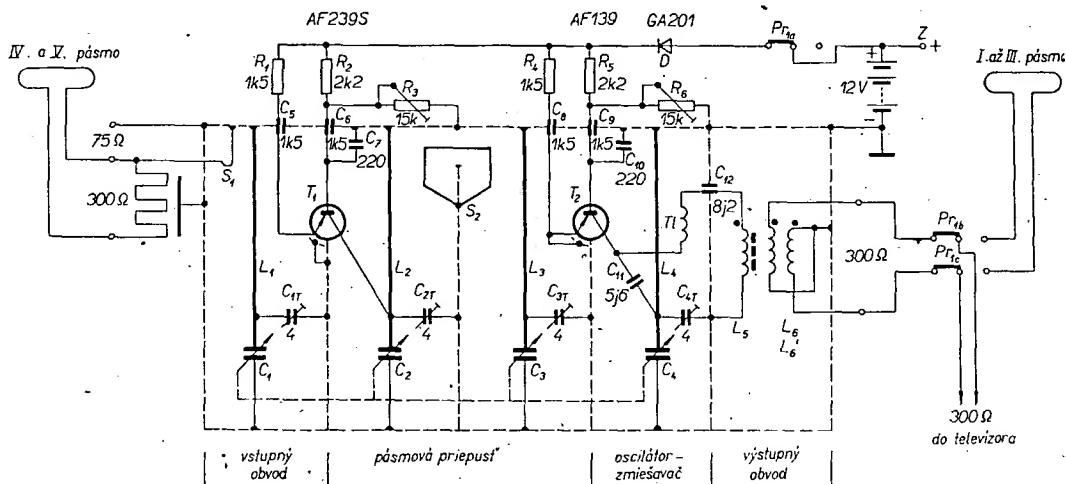 AF239S
AF139
GA201
Pr1a
Z +
IV. a V. pásmo
I. až III. pásmo
R1
1k5
R2
2k2
R3
15k
R4
1k5
R5
2k2
D
R6
15k
+
12V
-
75Ω
300Ω
S1
C5
1k5
C6
1k5
C7
220
C8
1k5
C9
1k5
C10
220
C12
8j2
T1
S2
T2
Tl
C11
5j6
L1
C1T
4
L2
C2T
4
L3
C3T
4
L4
C4T
4
L5
L6
L6'
300Ω
Pr1b
Pr1c
C1
C2
C3
C4
300Ω
do televízora
vstupný
obvod
pásmová priepusť
oscilátor-
zmiešavač
výstupný
obvod